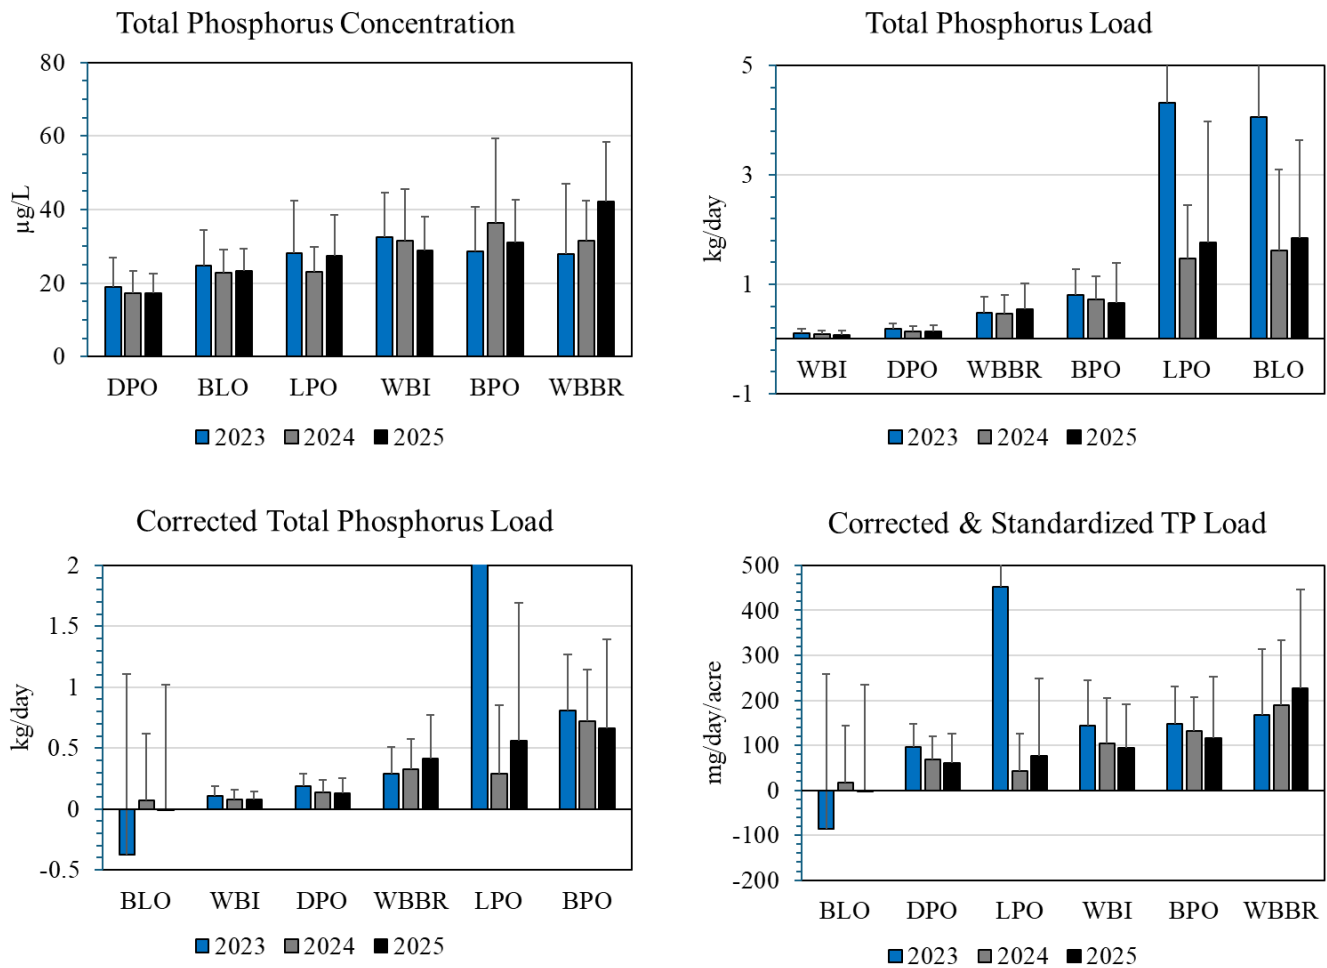 Total Phosphorus Concentration
80
60
40
20
0
µg/L
DPO BLO LPO WBI BPO WBBR
2023 2024 2025
Total Phosphorus Load
5
3
1
-1
kg/day
WBI DPO WBBR BPO LPO BLO
2023 2024 2025
Corrected Total Phosphorus Load
2
1.5
1
0.5
0
-0.5
kg/day
BLO WBI DPO WBBR LPO BPO
2023 2024 2025
Corrected & Standardized TP Load
500
400
300
200
100
0
-100
-200
mg/day/acre
BLO DPO LPO WBI BPO WBBR
2023 2024 2025